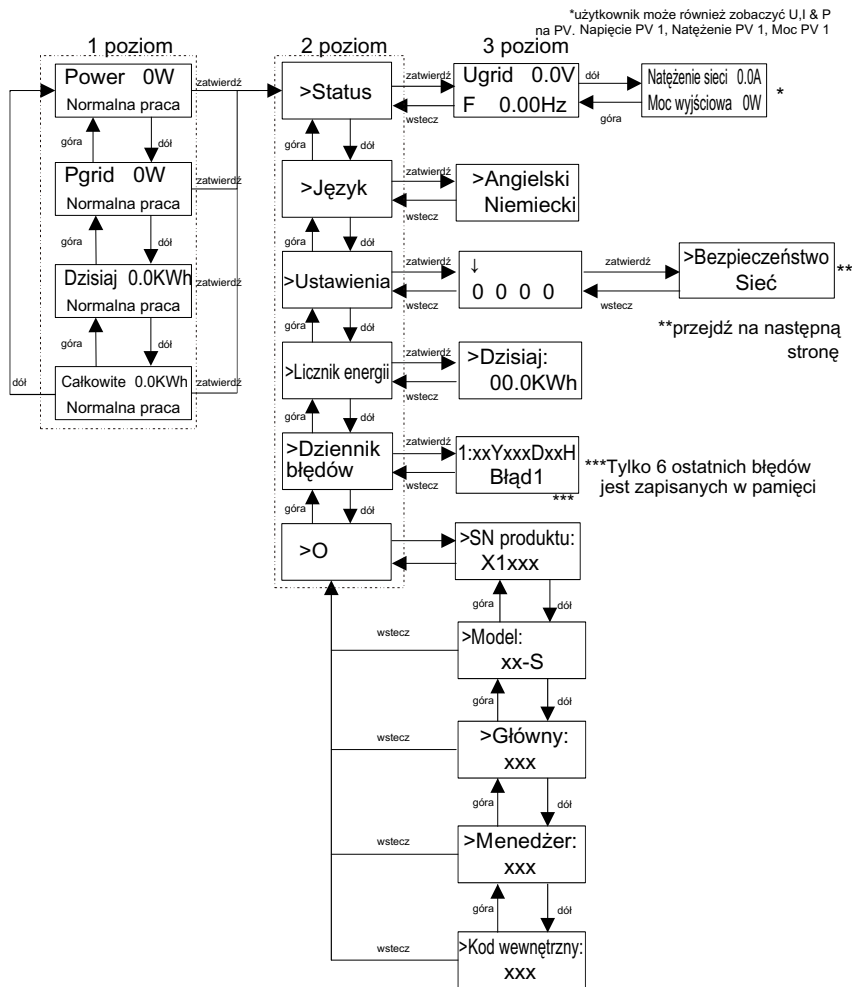 *użytkownik może również zobaczyć U,I & P
na PV. Napięcie PV 1, Natężenie PV 1, Moc PV 1
1 poziom
2 poziom
3 poziom
Power 0W
Normalna praca
zatwierdź
góra
dół
Pgrid 0W
Normalna praca
zatwierdź
góra
dół
Dzisiaj 0.0KWh
Normalna praca
zatwierdź
góra
dół
dół
Całkowite 0.0KWh
Normalna praca
zatwierdź
>Status
zatwierdź
wstecz
Ugrid 0.0V
F 0.00Hz
dół
góra
Natężenie sieci 0.0A
Moc wyjściowa 0W
*
góra
dół
>Język
zatwierdź
wstecz
>Angielski
Niemiecki
góra
dół
>Ustawienia
zatwierdź
wstecz
↓
0 0 0 0
zatwierdź
wstecz
>Bezpieczeństwo
Sieć
**
**przejdź na następną
stronę
góra
dół
>Licznik energii
zatwierdź
wstecz
>Dzisiaj:
00.0KWh
góra
dół
>Dziennik
błędów
zatwierdź
wstecz
1:xxYxxxDxxH
Błąd1
***
***Tylko 6 ostatnich błędów
jest zapisanych w pamięci
góra
dół
>O
>SN produktu:
X1xxx
góra
dół
wstecz
>Model:
xx-S
góra
dół
wstecz
>Główny:
xxx
góra
dół
wstecz
>Menedżer:
xxx
góra
dół
wstecz
>Kod wewnętrzny:
xxx